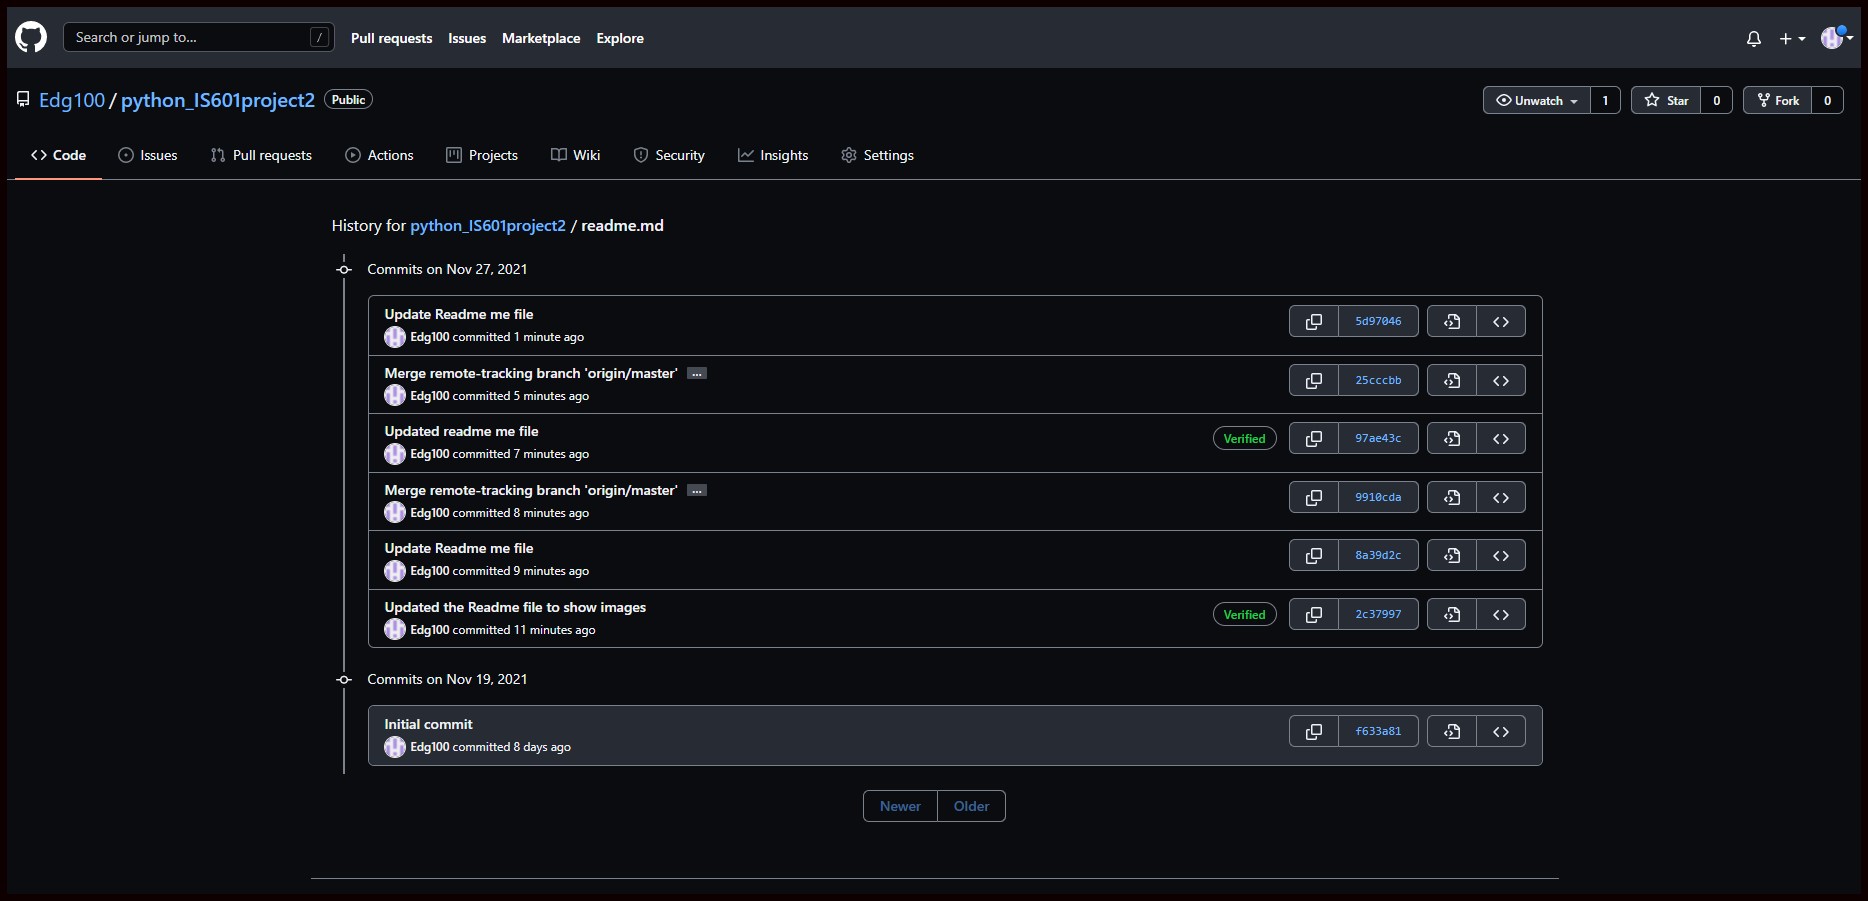 Search or jump to... / Pull requests Issues Marketplace Explore
Edg100 / python_IS601project2 Public Unwatch 1 Star 0 Fork 0
Code Issues Pull requests Actions Projects Wiki Security Insights Settings
History for python_IS601project2 / readme.md
Commits on Nov 27, 2021
Update Readme me file
Edg100 committed 1 minute ago
5d97046
Merge remote-tracking branch 'origin/master' ...
Edg100 committed 5 minutes ago
25cccbb
Updated readme me file
Edg100 committed 7 minutes ago
Verified 97ae43c
Merge remote-tracking branch 'origin/master' ...
Edg100 committed 8 minutes ago
9910cda
Update Readme me file
Edg100 committed 9 minutes ago
8a39d2c
Updated the Readme file to show images
Edg100 committed 11 minutes ago
Verified 2c37997
Commits on Nov 19, 2021
Initial commit
Edg100 committed 8 days ago
f633a81
Newer Older